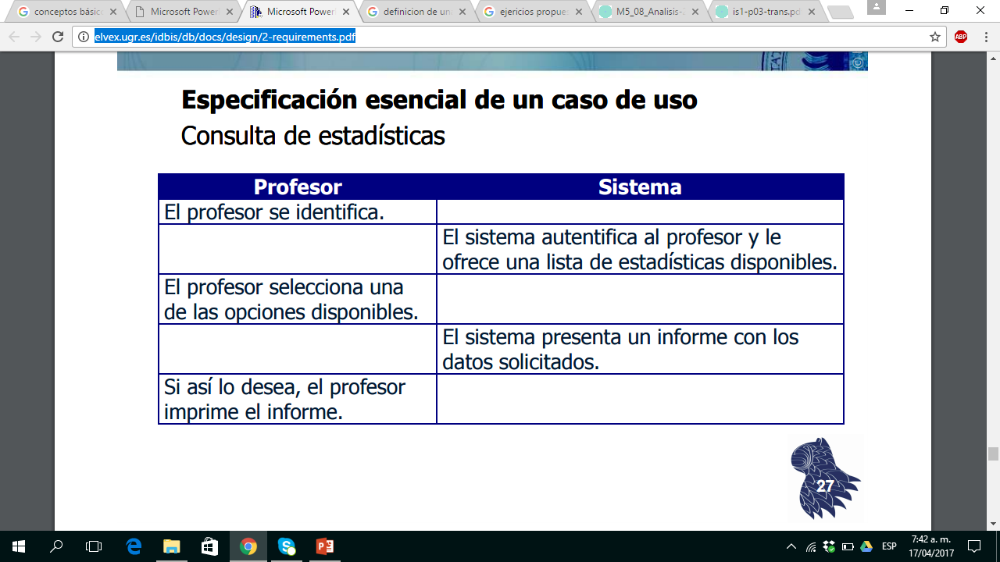 conceptos básic
Microsoft Power
Microsoft Power
definicion de un
ejericios propue
M5_08_Analisis-
is1-p03-trans.pd
elvex.ugr.es/idbis/db/docs/design/2-requirements.pdf
ABP
Especificación esencial de un caso de uso
Consulta de estadísticas
Profesor Sistema
El profesor se identifica.
El sistema autentifica al profesor y le
ofrece una lista de estadísticas disponibles.
El profesor selecciona una
de las opciones disponibles.
El sistema presenta un informe con los
datos solicitados.
Si así lo desea, el profesor
imprime el informe.
27
ESP
7:42 a. m.
17/04/2017